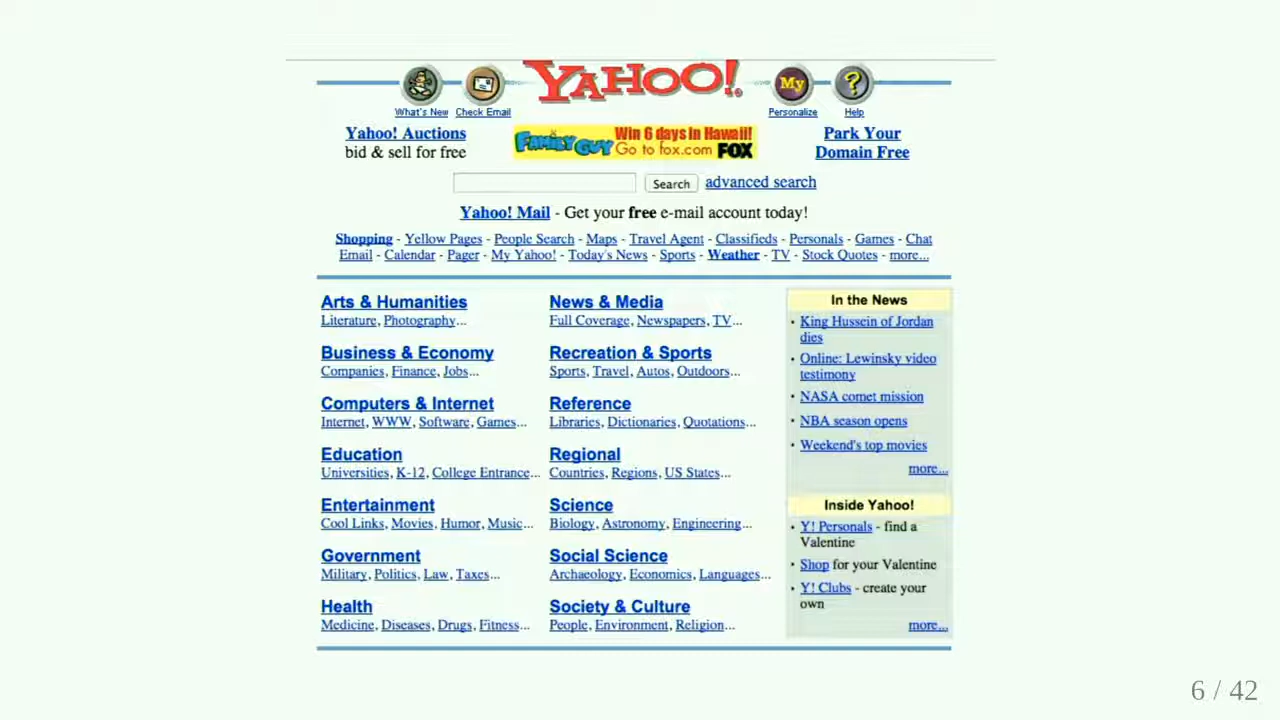 YAHOO!
My
?
What's New
Check Email
Personalize
Help
Yahoo! Auctions
bid & sell for free
FAMILY GUY
Win 6 days in Hawaii!
Go to fox.com FOX
Park Your
Domain Free
Search
advanced search
Yahoo! Mail - Get your free e-mail account today!
Shopping - Yellow Pages - People Search - Maps - Travel Agent - Classifieds - Personals - Games - Chat
Email - Calendar - Pager - My Yahoo! - Today's News - Sports - Weather - TV - Stock Quotes - more...
Arts & Humanities
Literature, Photography...
Business & Economy
Companies, Finance, Jobs...
Computers & Internet
Internet, WWW, Software, Games...
Education
Universities, K-12, College Entrance...
Entertainment
Cool Links, Movies, Humor, Music...
Government
Military, Politics, Law, Taxes...
Health
Medicine, Diseases, Drugs, Fitness...
News & Media
Full Coverage, Newspapers, TV...
Recreation & Sports
Sports, Travel, Autos, Outdoors...
Reference
Libraries, Dictionaries, Quotations...
Regional
Countries, Regions, US States...
Science
Biology, Astronomy, Engineering...
Social Science
Archaeology, Economics, Languages...
Society & Culture
People, Environment, Religion...
In the News
· King Hussein of Jordan
dies
· Online: Lewinsky video
testimony
· NASA comet mission
· NBA season opens
· Weekend's top movies
more...
Inside Yahoo!
· Y! Personals - find a
Valentine
· Shop for your Valentine
· Y! Clubs - create your
own
more...
6 / 42